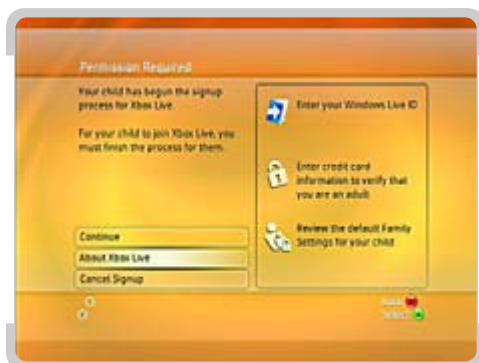 Permission Required
Your child has begun the signup
process for Xbox Live.
For your child to join Xbox Live, you
must finish the process for them.
Continue
About Xbox Live
Cancel Signup
Enter your Windows Live ID
Enter credit card
information to verify that
you are an adult
Review the default Family
Settings for your child
Select